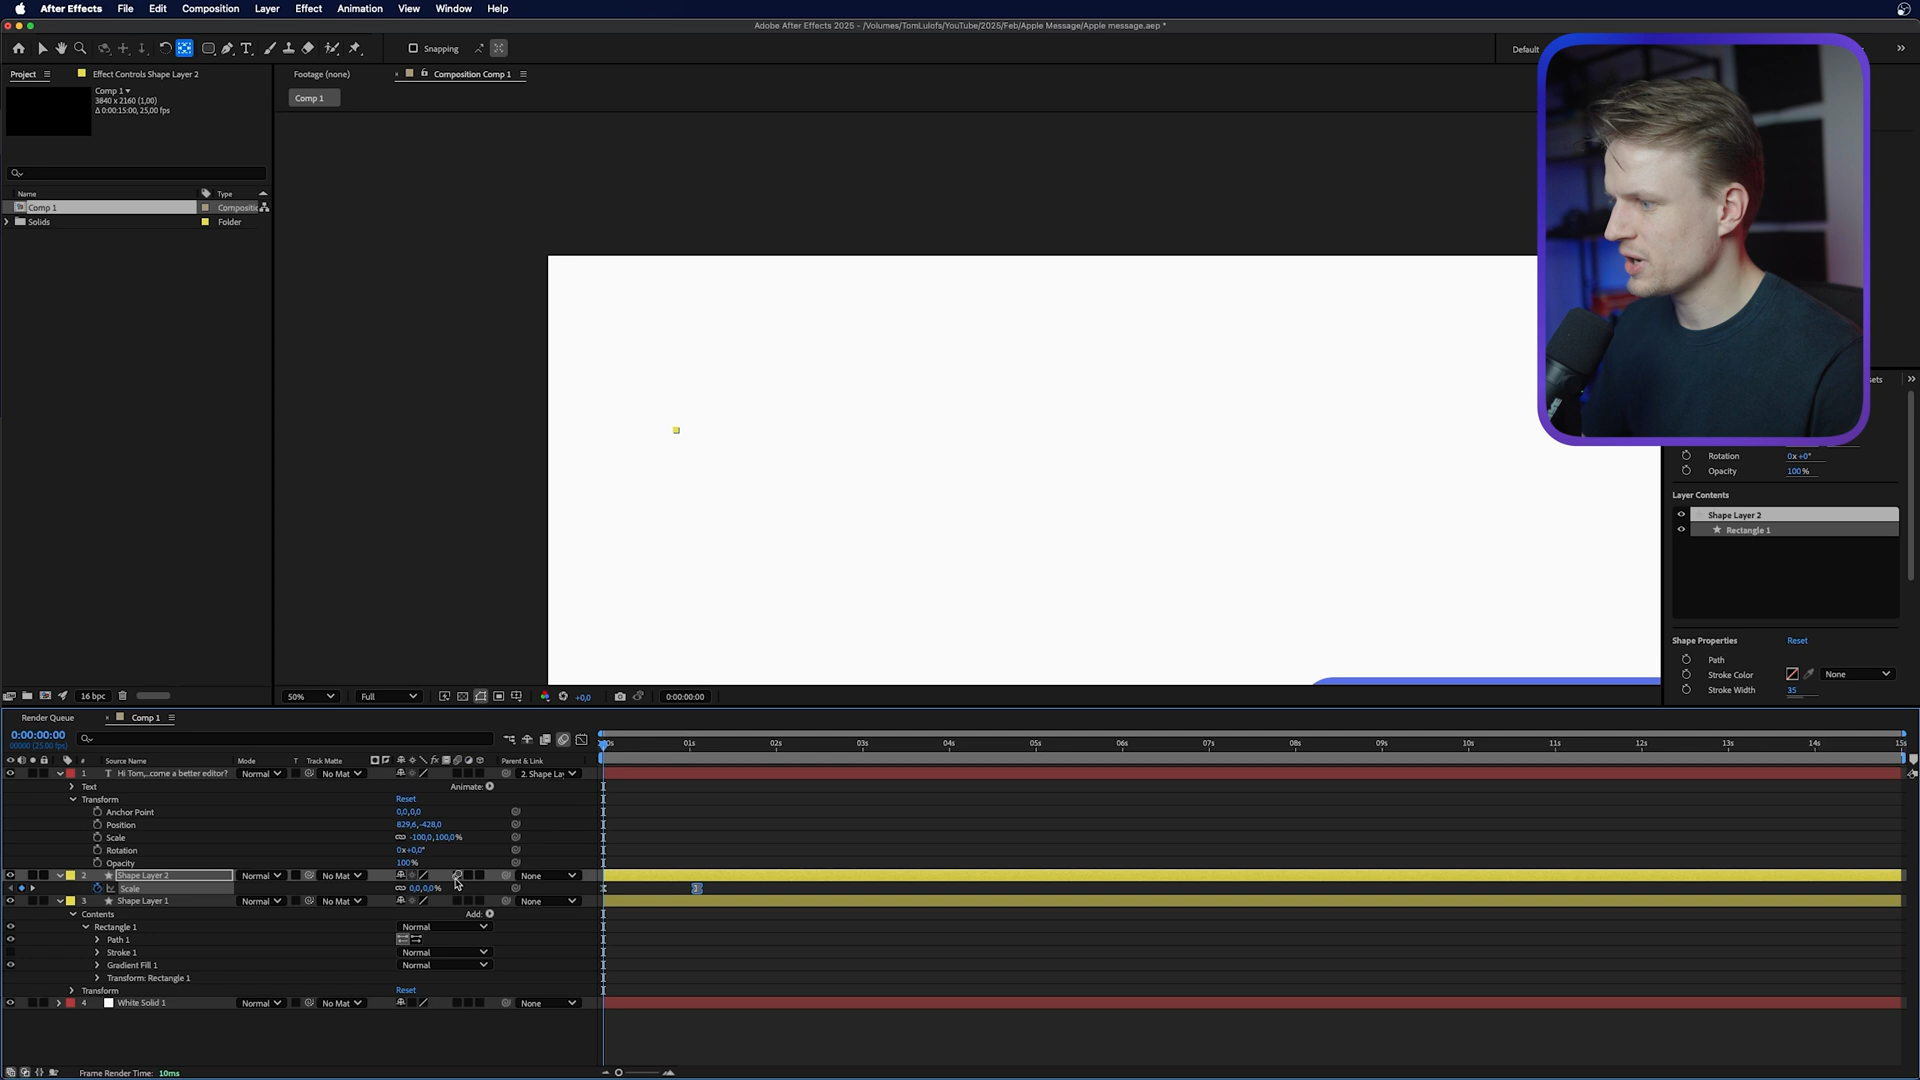 After Effects File Edit Composition Layer Effect Animation View Window Help
Adobe After Effects 2025 - /Volumes/TomLulofs/YouTube/2025/Feb/Apple Message/Apple message.aep *
Snapping Default
Project Effect Controls Shape Layer 2 Footage (none) Composition Comp 1
Comp 1
3840 x 2160 (1,00)
Δ 0:00:15:00, 25,00 fps
Comp 1
Name Type
Comp 1 Compositic
Solids Folder
Rotation 0x+0°
Opacity 100%
Layer Contents
Shape Layer 2
Rectangle 1
Shape Properties Reset
Path
Stroke Color None
Stroke Width 35
16 bpc 50% Full +0,0 0:00:00:00
Render Queue Comp 1
0:00:00:00
00000 (25.00 fps)
01s 02s 03s 04s 05s 06s 07s 08s 09s 10s 11s 12s 13s 14s 15s
# Source Name Mode T Track Matte fx Parent & Link
1 T Hi Tom,..come a better editor? Normal No Mat 2. Shape Lay
Text Animate:
Transform Reset
Anchor Point 0,0,0,0
Position 829,6,-428,0
Scale -100,0,100,0%
Rotation 0x+0,0°
Opacity 100%
2 Shape Layer 2 Normal No Mat None
Scale 0,0,0,0%
3 Shape Layer 1 Normal No Mat None
Contents Add:
Rectangle 1 Normal
Path 1
Stroke 1 Normal
Gradient Fill 1 Normal
Transform: Rectangle 1
Transform Reset
4 White Solid 1 Normal No Mat None
Frame Render Time: 10ms